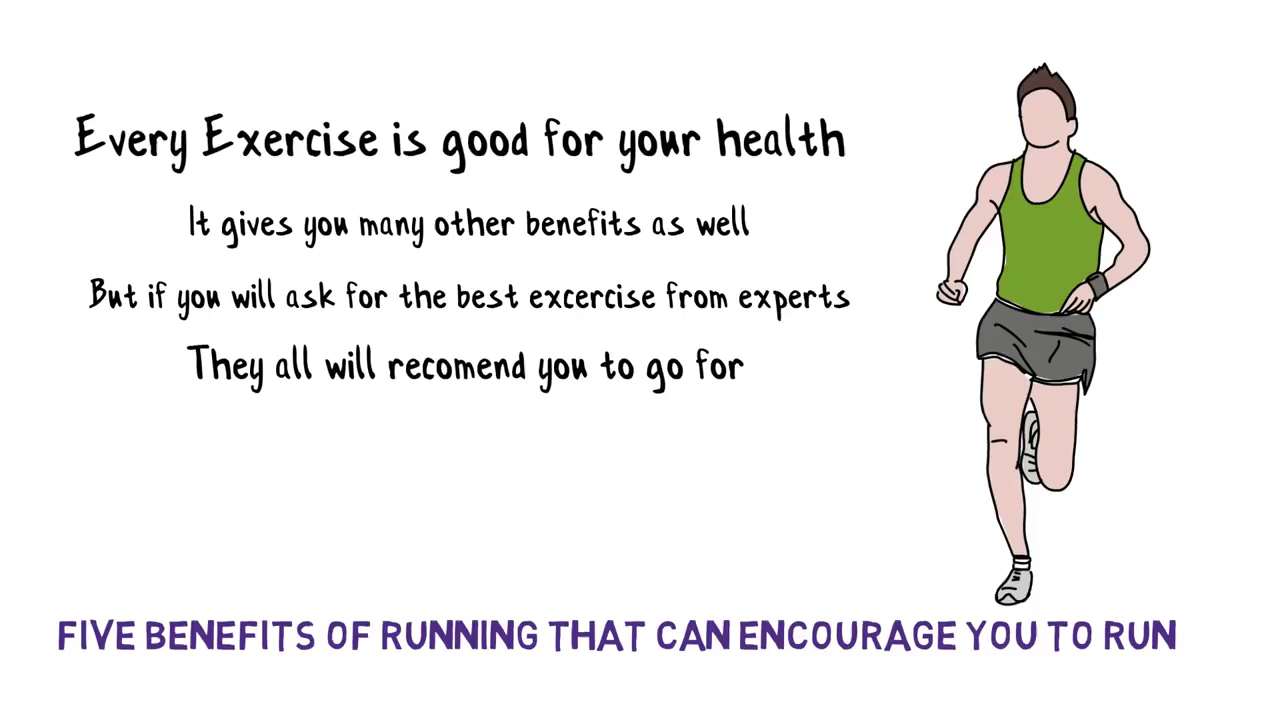 Every Exercise is good for your health
It gives you many other benefits as well
But if you will ask for the best excercise from experts
They all will recomend you to go for
FIVE BENEFITS OF RUNNING THAT CAN ENCOURAGE YOU TO RUN